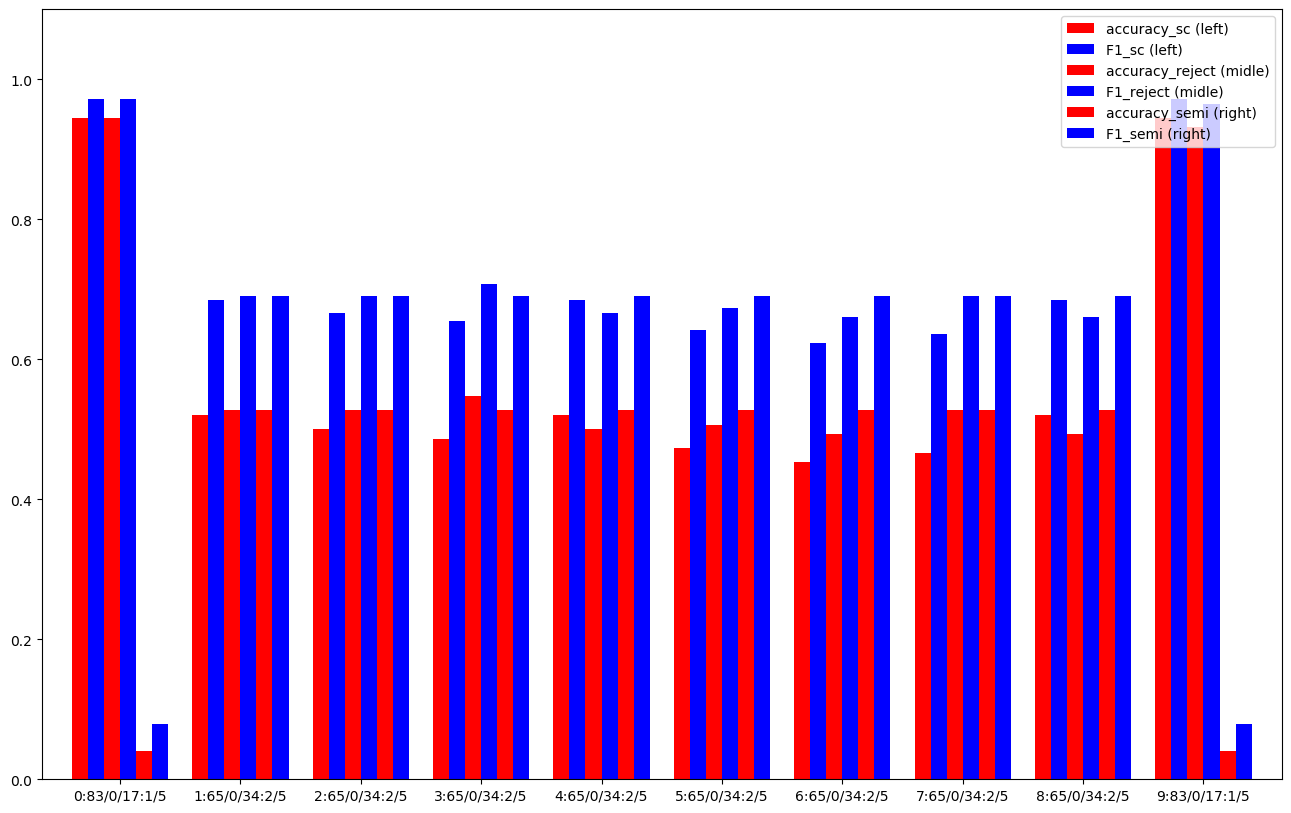 accuracy_sc (left)
F1_sc (left)
accuracy_reject (midle)
F1_reject (midle)
accuracy_semi (right)
F1_semi (right)
1.0
0.8
0.6
0.4
0.2
0.0
0:83/0/17:1/5 1:65/0/34:2/5 2:65/0/34:2/5 3:65/0/34:2/5 4:65/0/34:2/5 5:65/0/34:2/5 6:65/0/34:2/5 7:65/0/34:2/5 8:65/0/34:2/5 9:83/0/17:1/5